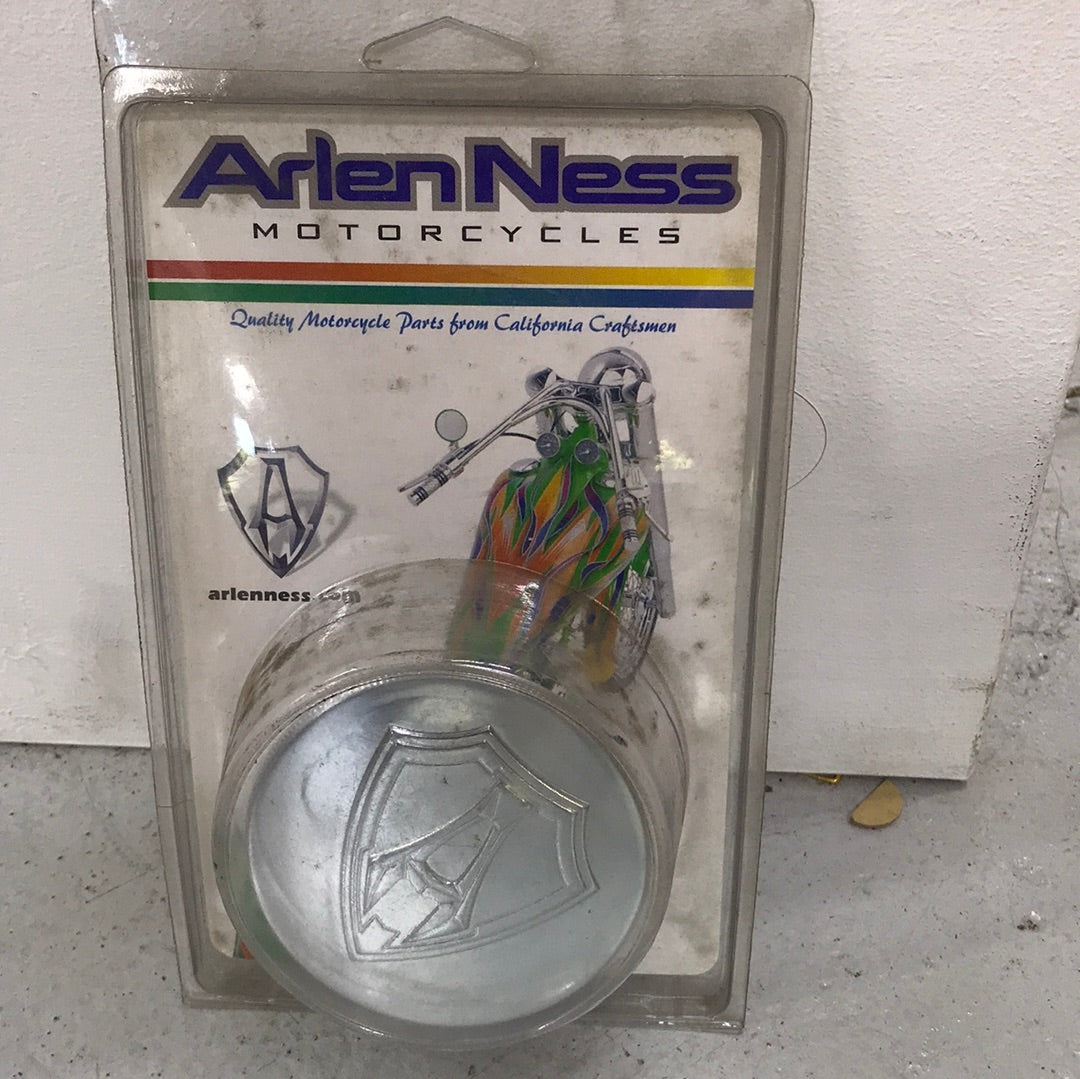 Arlen Ness
MOTORCYCLES
Quality Motorcycle Parts from California Craftsmen
A
arlenness.com
A